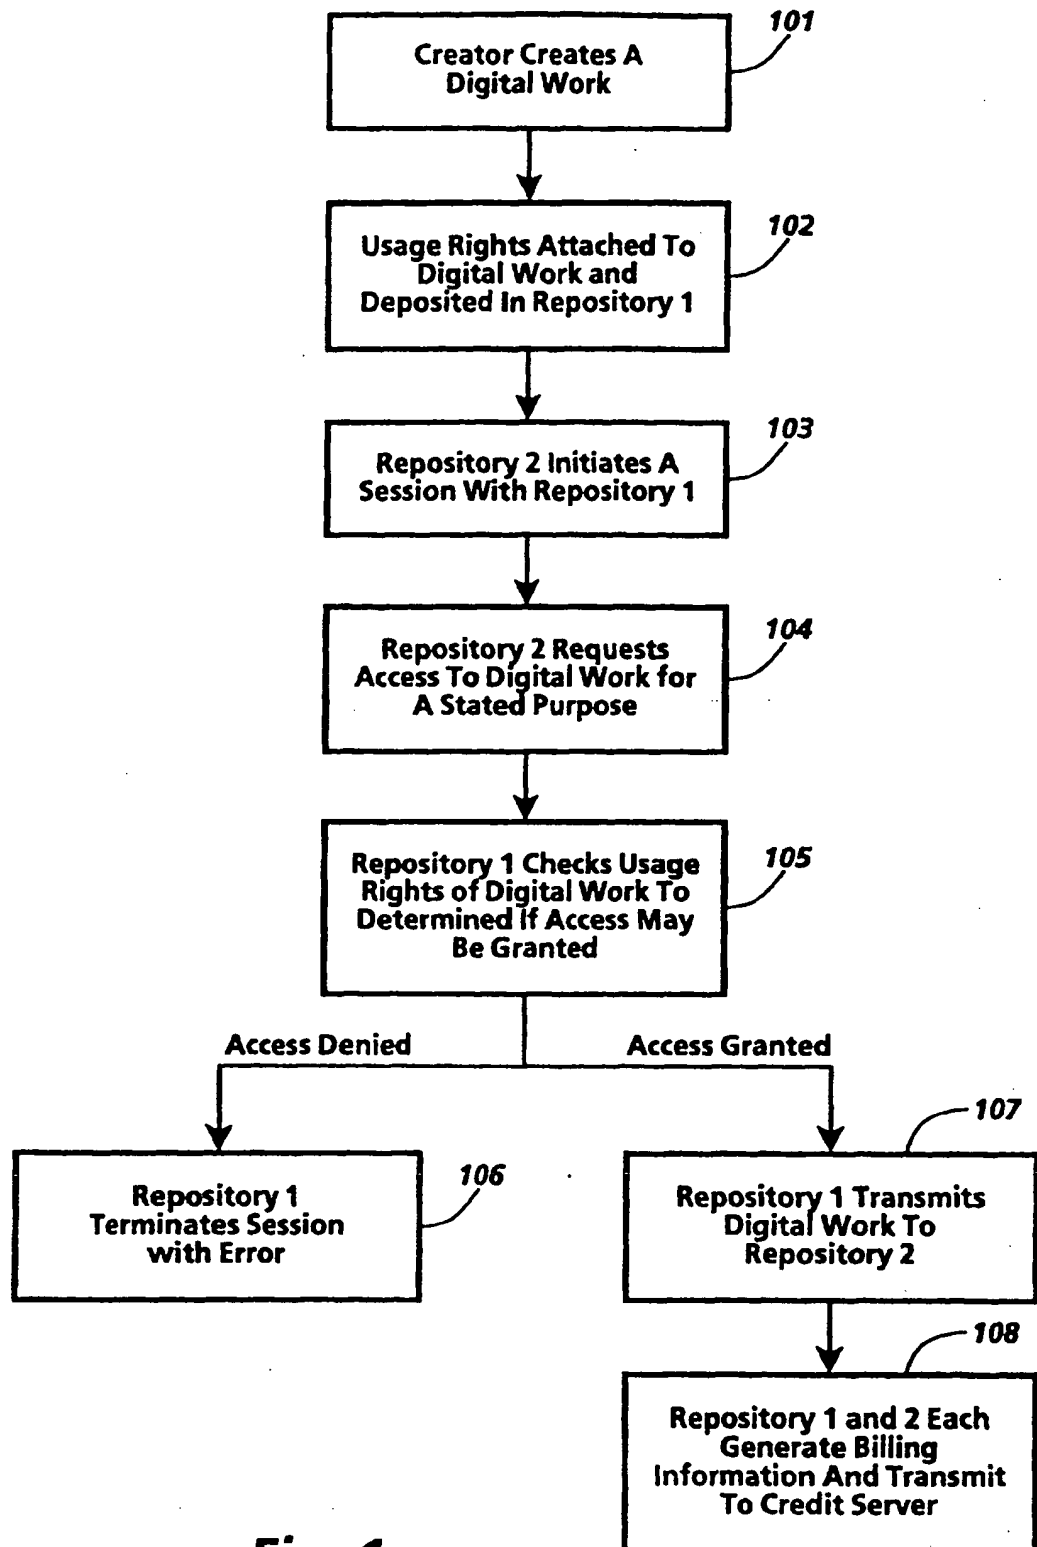 101
Creator Creates A
Digital Work
102
Usage Rights Attached To
Digital Work and
Deposited In Repository 1
103
Repository 2 Initiates A
Session With Repository 1
104
Repository 2 Requests
Access To Digital Work for
A Stated Purpose
105
Repository 1 Checks Usage
Rights of Digital Work To
Determined If Access May
Be Granted
Access Denied
Access Granted
106
Repository 1
Terminates Session
with Error
107
Repository 1 Transmits
Digital Work To
Repository 2
108
Repository 1 and 2 Each
Generate Billing
Information And Transmit
To Credit Server